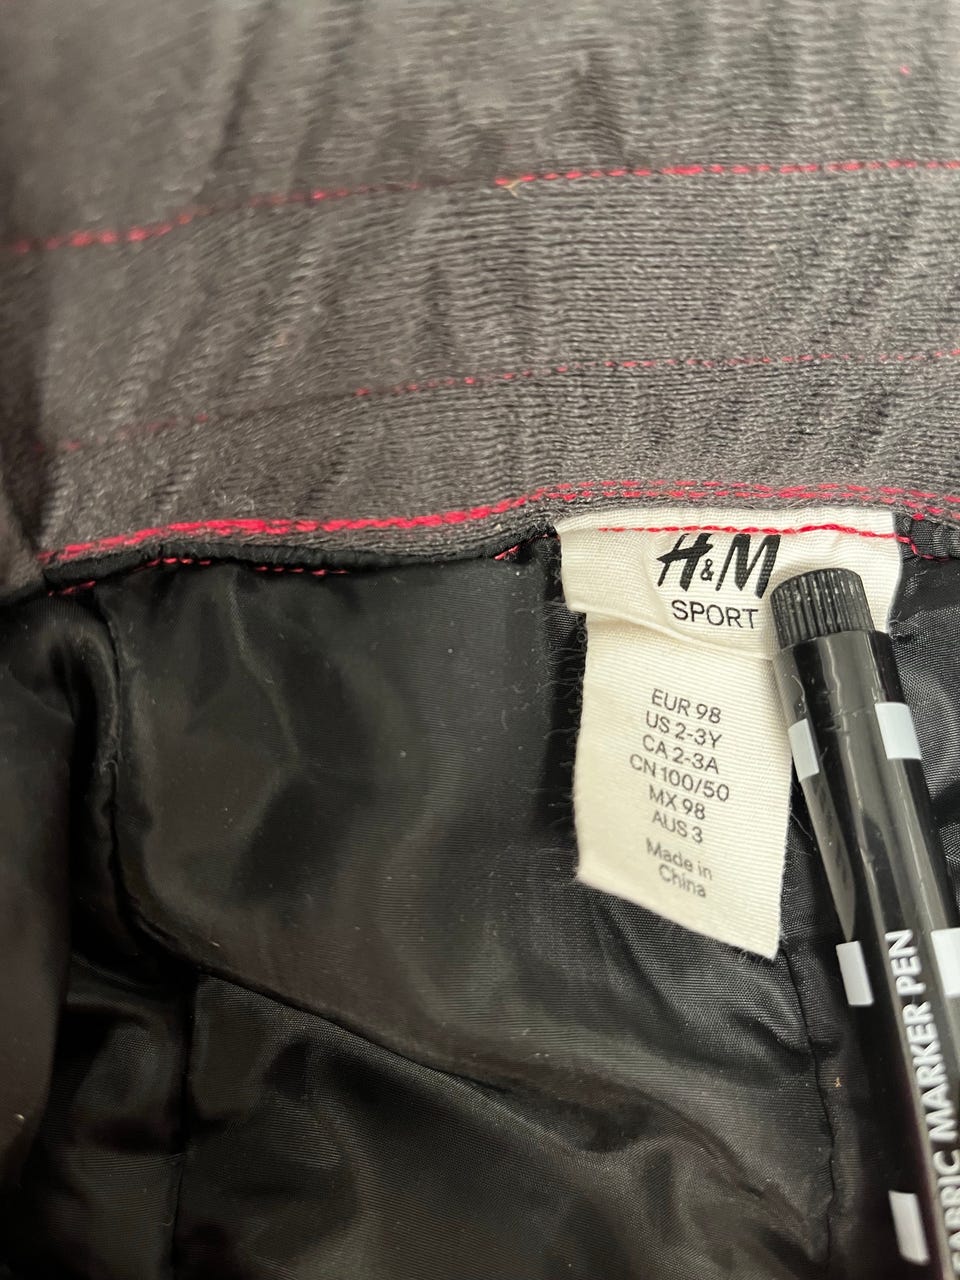 H&M
SPORT
EUR 98
US 2-3Y
CA 2-3A
CN 100/50
MX 98
AUS 3
Made in
China
FABRIC MARKER PEN